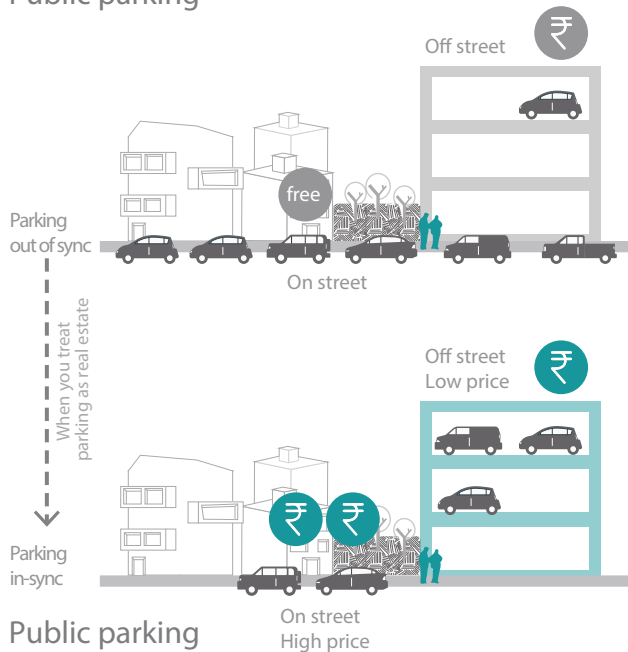 Public parking
Off street
₹
free
Parking
out of sync
On street
When you treat
parking as real estate
Off street
Low price
₹
₹ ₹
Parking
in-sync
On street
High price
Public parking